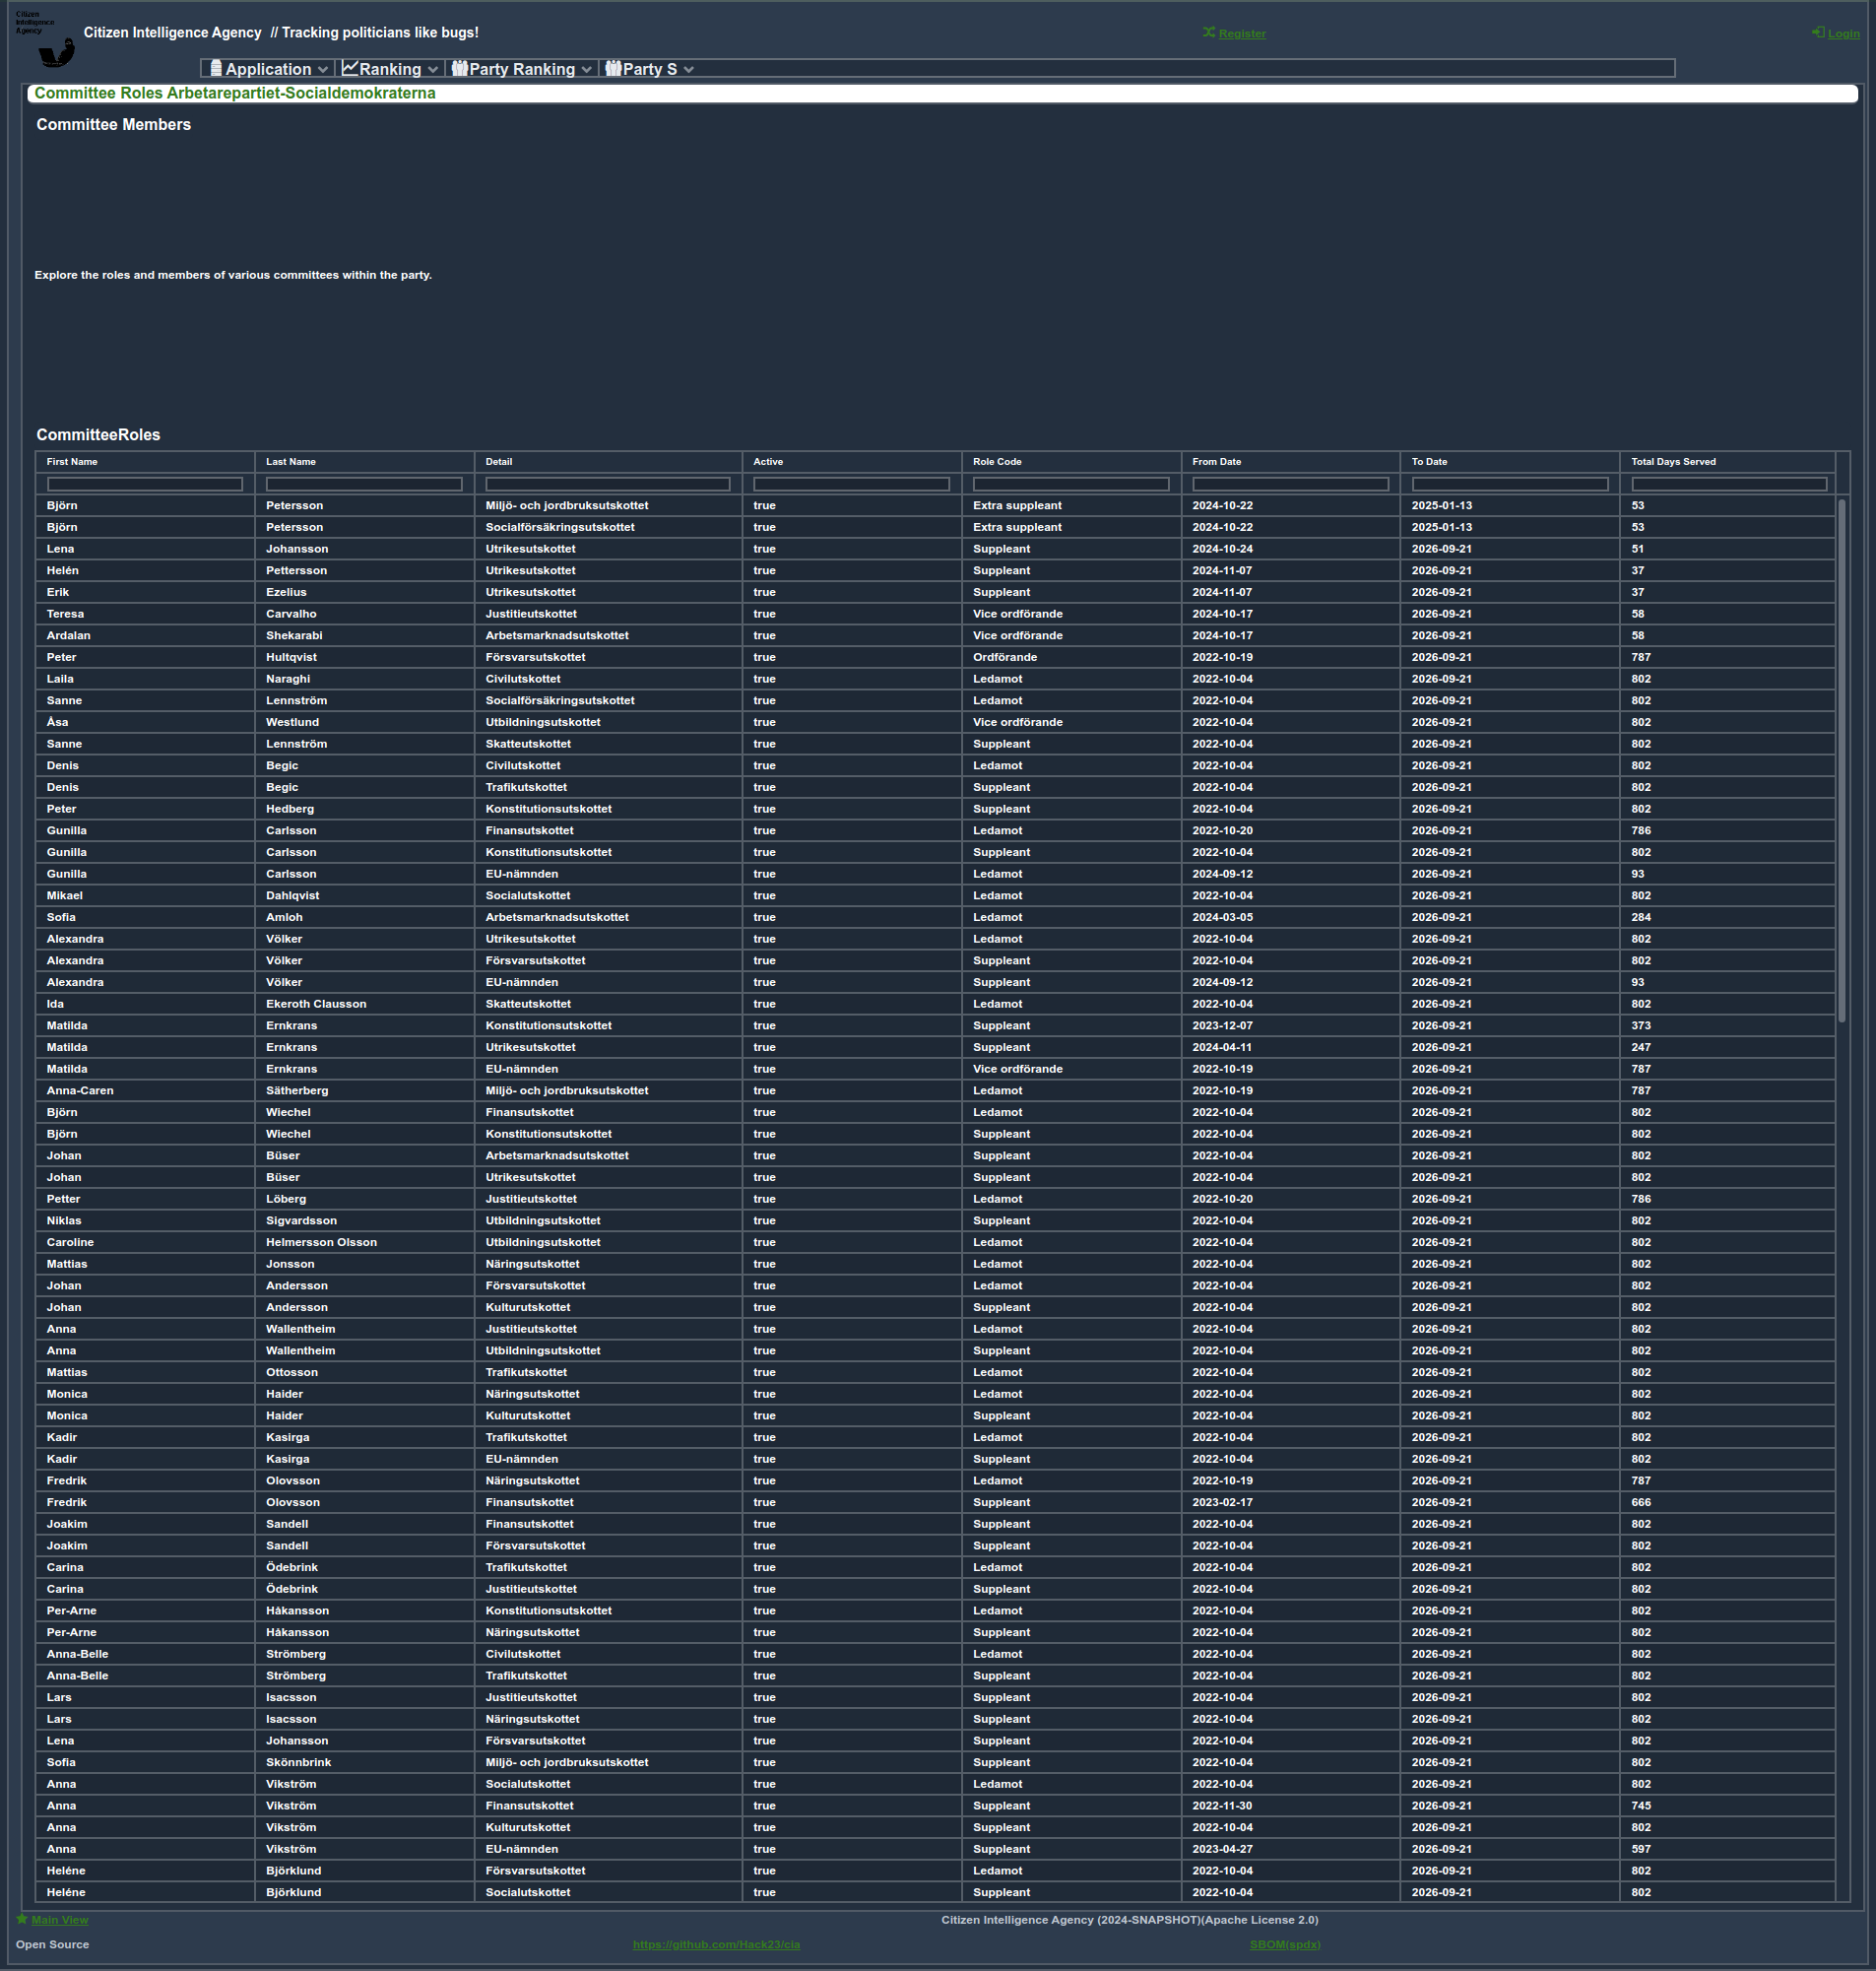 Citizen
Intelligence
Agency
Citizen Intelligence Agency // Tracking politicians like bugs!
Register
Login
Application Ranking Party Ranking Party S
Committee Roles Arbetarepartiet-Socialdemokraterna
Committee Members
Explore the roles and members of various committees within the party.
CommitteeRoles
First Name Last Name Detail Active Role Code From Date To Date Total Days Served
Björn Petersson Miljö- och jordbruksutskottet true Extra suppleant 2024-10-22 2025-01-13 53
Björn Petersson Socialförsäkringsutskottet true Extra suppleant 2024-10-22 2025-01-13 53
Lena Johansson Utrikesutskottet true Suppleant 2024-10-24 2026-09-21 51
Helén Pettersson Utrikesutskottet true Suppleant 2024-11-07 2026-09-21 37
Erik Ezelius Utrikesutskottet true Suppleant 2024-11-07 2026-09-21 37
Teresa Carvalho Justitieutskottet true Vice ordförande 2024-10-17 2026-09-21 58
Ardalan Shekarabi Arbetsmarknadsutskottet true Vice ordförande 2024-10-17 2026-09-21 58
Peter Hultqvist Försvarsutskottet true Ordförande 2022-10-19 2026-09-21 787
Laila Naraghi Civilutskottet true Ledamot 2022-10-04 2026-09-21 802
Sanne Lennström Socialförsäkringsutskottet true Ledamot 2022-10-04 2026-09-21 802
Åsa Westlund Utbildningsutskottet true Vice ordförande 2022-10-04 2026-09-21 802
Sanne Lennström Skatteutskottet true Suppleant 2022-10-04 2026-09-21 802
Denis Begic Civilutskottet true Ledamot 2022-10-04 2026-09-21 802
Denis Begic Trafikutskottet true Suppleant 2022-10-04 2026-09-21 802
Peter Hedberg Konstitutionsutskottet true Suppleant 2022-10-04 2026-09-21 802
Gunilla Carlsson Finansutskottet true Ledamot 2022-10-20 2026-09-21 786
Gunilla Carlsson Konstitutionsutskottet true Suppleant 2022-10-04 2026-09-21 802
Gunilla Carlsson EU-nämnden true Ledamot 2024-09-12 2026-09-21 93
Mikael Dahlqvist Socialutskottet true Ledamot 2022-10-04 2026-09-21 802
Sofia Amloh Arbetsmarknadsutskottet true Ledamot 2024-03-05 2026-09-21 284
Alexandra Völker Utrikesutskottet true Ledamot 2022-10-04 2026-09-21 802
Alexandra Völker Försvarsutskottet true Suppleant 2022-10-04 2026-09-21 802
Alexandra Völker EU-nämnden true Suppleant 2024-09-12 2026-09-21 93
Ida Ekeroth Clausson Skatteutskottet true Ledamot 2022-10-04 2026-09-21 802
Matilda Ernkrans Konstitutionsutskottet true Suppleant 2023-12-07 2026-09-21 373
Matilda Ernkrans Utrikesutskottet true Suppleant 2024-04-11 2026-09-21 247
Matilda Ernkrans EU-nämnden true Vice ordförande 2022-10-19 2026-09-21 787
Anna-Caren Sätherberg Miljö- och jordbruksutskottet true Ledamot 2022-10-19 2026-09-21 787
Björn Wiechel Finansutskottet true Ledamot 2022-10-04 2026-09-21 802
Björn Wiechel Konstitutionsutskottet true Suppleant 2022-10-04 2026-09-21 802
Johan Büser Arbetsmarknadsutskottet true Suppleant 2022-10-04 2026-09-21 802
Johan Büser Utrikesutskottet true Suppleant 2022-10-04 2026-09-21 802
Petter Löberg Justitieutskottet true Ledamot 2022-10-20 2026-09-21 786
Niklas Sigvardsson Utbildningsutskottet true Suppleant 2022-10-04 2026-09-21 802
Caroline Helmersson Olsson Utbildningsutskottet true Ledamot 2022-10-04 2026-09-21 802
Mattias Jonsson Näringsutskottet true Ledamot 2022-10-04 2026-09-21 802
Johan Andersson Försvarsutskottet true Ledamot 2022-10-04 2026-09-21 802
Johan Andersson Kulturutskottet true Suppleant 2022-10-04 2026-09-21 802
Anna Wallentheim Justitieutskottet true Ledamot 2022-10-04 2026-09-21 802
Anna Wallentheim Utbildningsutskottet true Suppleant 2022-10-04 2026-09-21 802
Mattias Ottosson Trafikutskottet true Ledamot 2022-10-04 2026-09-21 802
Monica Haider Näringsutskottet true Ledamot 2022-10-04 2026-09-21 802
Monica Haider Kulturutskottet true Suppleant 2022-10-04 2026-09-21 802
Kadir Kasirga Trafikutskottet true Ledamot 2022-10-04 2026-09-21 802
Kadir Kasirga EU-nämnden true Suppleant 2022-10-04 2026-09-21 802
Fredrik Olovsson Näringsutskottet true Ledamot 2022-10-19 2026-09-21 787
Fredrik Olovsson Finansutskottet true Suppleant 2023-02-17 2026-09-21 666
Joakim Sandell Finansutskottet true Suppleant 2022-10-04 2026-09-21 802
Joakim Sandell Försvarsutskottet true Suppleant 2022-10-04 2026-09-21 802
Carina Ödebrink Trafikutskottet true Ledamot 2022-10-04 2026-09-21 802
Carina Ödebrink Justitieutskottet true Suppleant 2022-10-04 2026-09-21 802
Per-Arne Håkansson Konstitutionsutskottet true Ledamot 2022-10-04 2026-09-21 802
Per-Arne Håkansson Näringsutskottet true Suppleant 2022-10-04 2026-09-21 802
Anna-Belle Strömberg Civilutskottet true Ledamot 2022-10-04 2026-09-21 802
Anna-Belle Strömberg Trafikutskottet true Suppleant 2022-10-04 2026-09-21 802
Lars Isacsson Justitieutskottet true Suppleant 2022-10-04 2026-09-21 802
Lars Isacsson Näringsutskottet true Suppleant 2022-10-04 2026-09-21 802
Lena Johansson Försvarsutskottet true Suppleant 2022-10-04 2026-09-21 802
Sofia Skönnbrink Miljö- och jordbruksutskottet true Suppleant 2022-10-04 2026-09-21 802
Anna Vikström Socialutskottet true Ledamot 2022-10-04 2026-09-21 802
Anna Vikström Finansutskottet true Suppleant 2022-11-30 2026-09-21 745
Anna Vikström Kulturutskottet true Suppleant 2022-10-04 2026-09-21 802
Anna Vikström EU-nämnden true Suppleant 2023-04-27 2026-09-21 597
Heléne Björklund Försvarsutskottet true Ledamot 2022-10-04 2026-09-21 802
Heléne Björklund Socialutskottet true Suppleant 2022-10-04 2026-09-21 802
Main View
Citizen Intelligence Agency (2024-SNAPSHOT)(Apache License 2.0)
Open Source
https://github.com/Hack23/cia
SBOM(spdx)